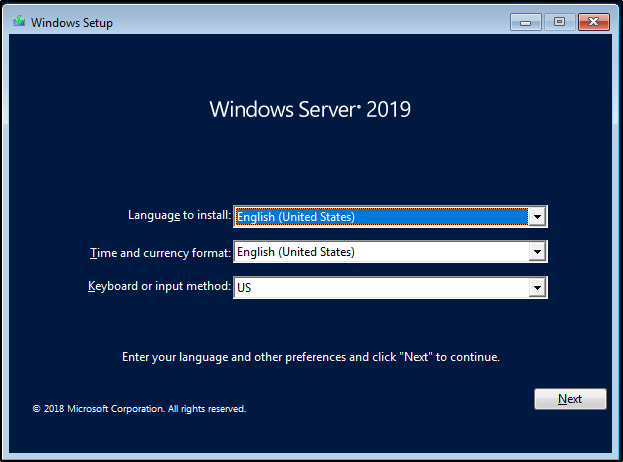 Windows Setup
Windows Server® 2019
Language to install: English (United States)
Time and currency format: English (United States)
Keyboard or input method: US
Enter your language and other preferences and click "Next" to continue.
Next
© 2018 Microsoft Corporation. All rights reserved.